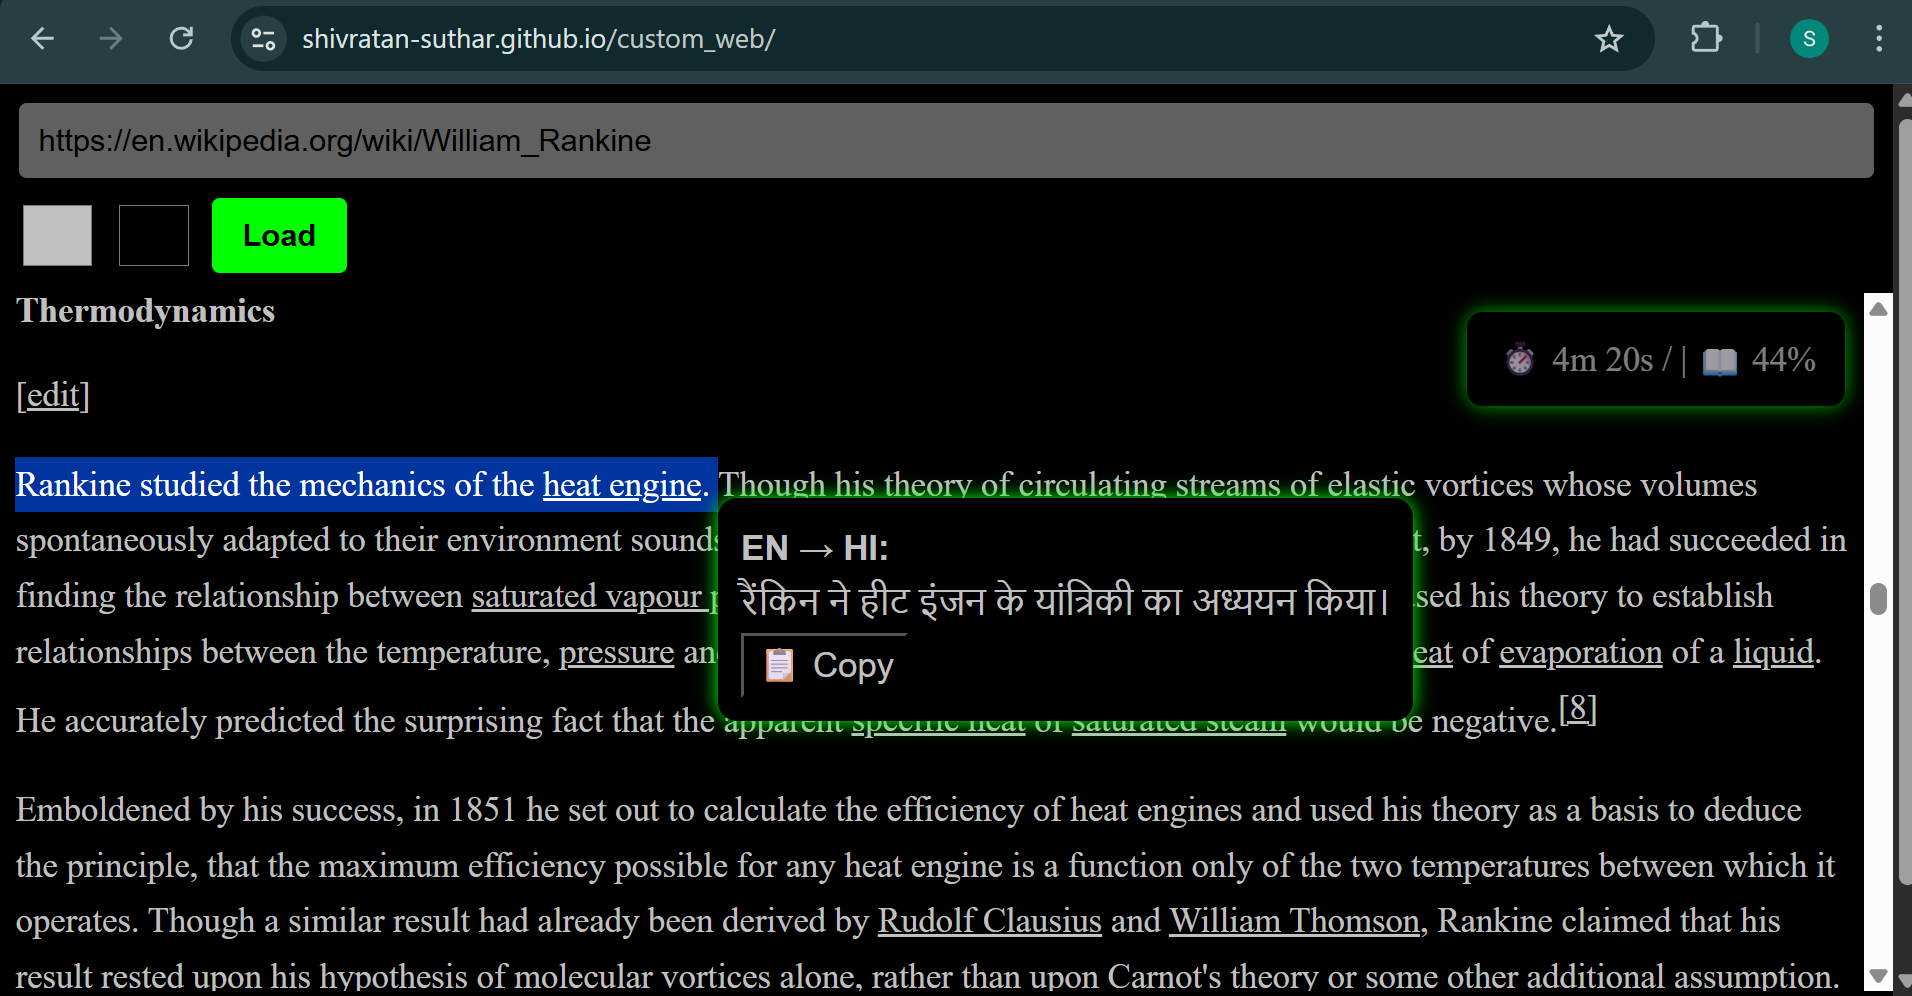 shivratan-suthar.github.io/custom_web/
S
https://en.wikipedia.org/wiki/William_Rankine
Load
Thermodynamics
4m 20s / | 44%
[edit]
Rankine studied the mechanics of the heat engine. Though his theory of circulating streams of elastic vortices whose volumes
spontaneously adapted to their environment sounds t, by 1849, he had succeeded in
finding the relationship between saturated vapour sed his theory to establish
relationships between the temperature, pressure eat of evaporation of a liquid.
He accurately predicted the surprising fact that the apparent specific heat of saturated steam would be negative.[8]
EN → HI:
रैंकिन ने हीट इंजन के यांत्रिकी का अध्ययन किया।
Copy
Emboldened by his success, in 1851 he set out to calculate the efficiency of heat engines and used his theory as a basis to deduce
the principle, that the maximum efficiency possible for any heat engine is a function only of the two temperatures between which it
operates. Though a similar result had already been derived by Rudolf Clausius and William Thomson, Rankine claimed that his
result rested upon his hypothesis of molecular vortices alone, rather than upon Carnot's theory or some other additional assumption.